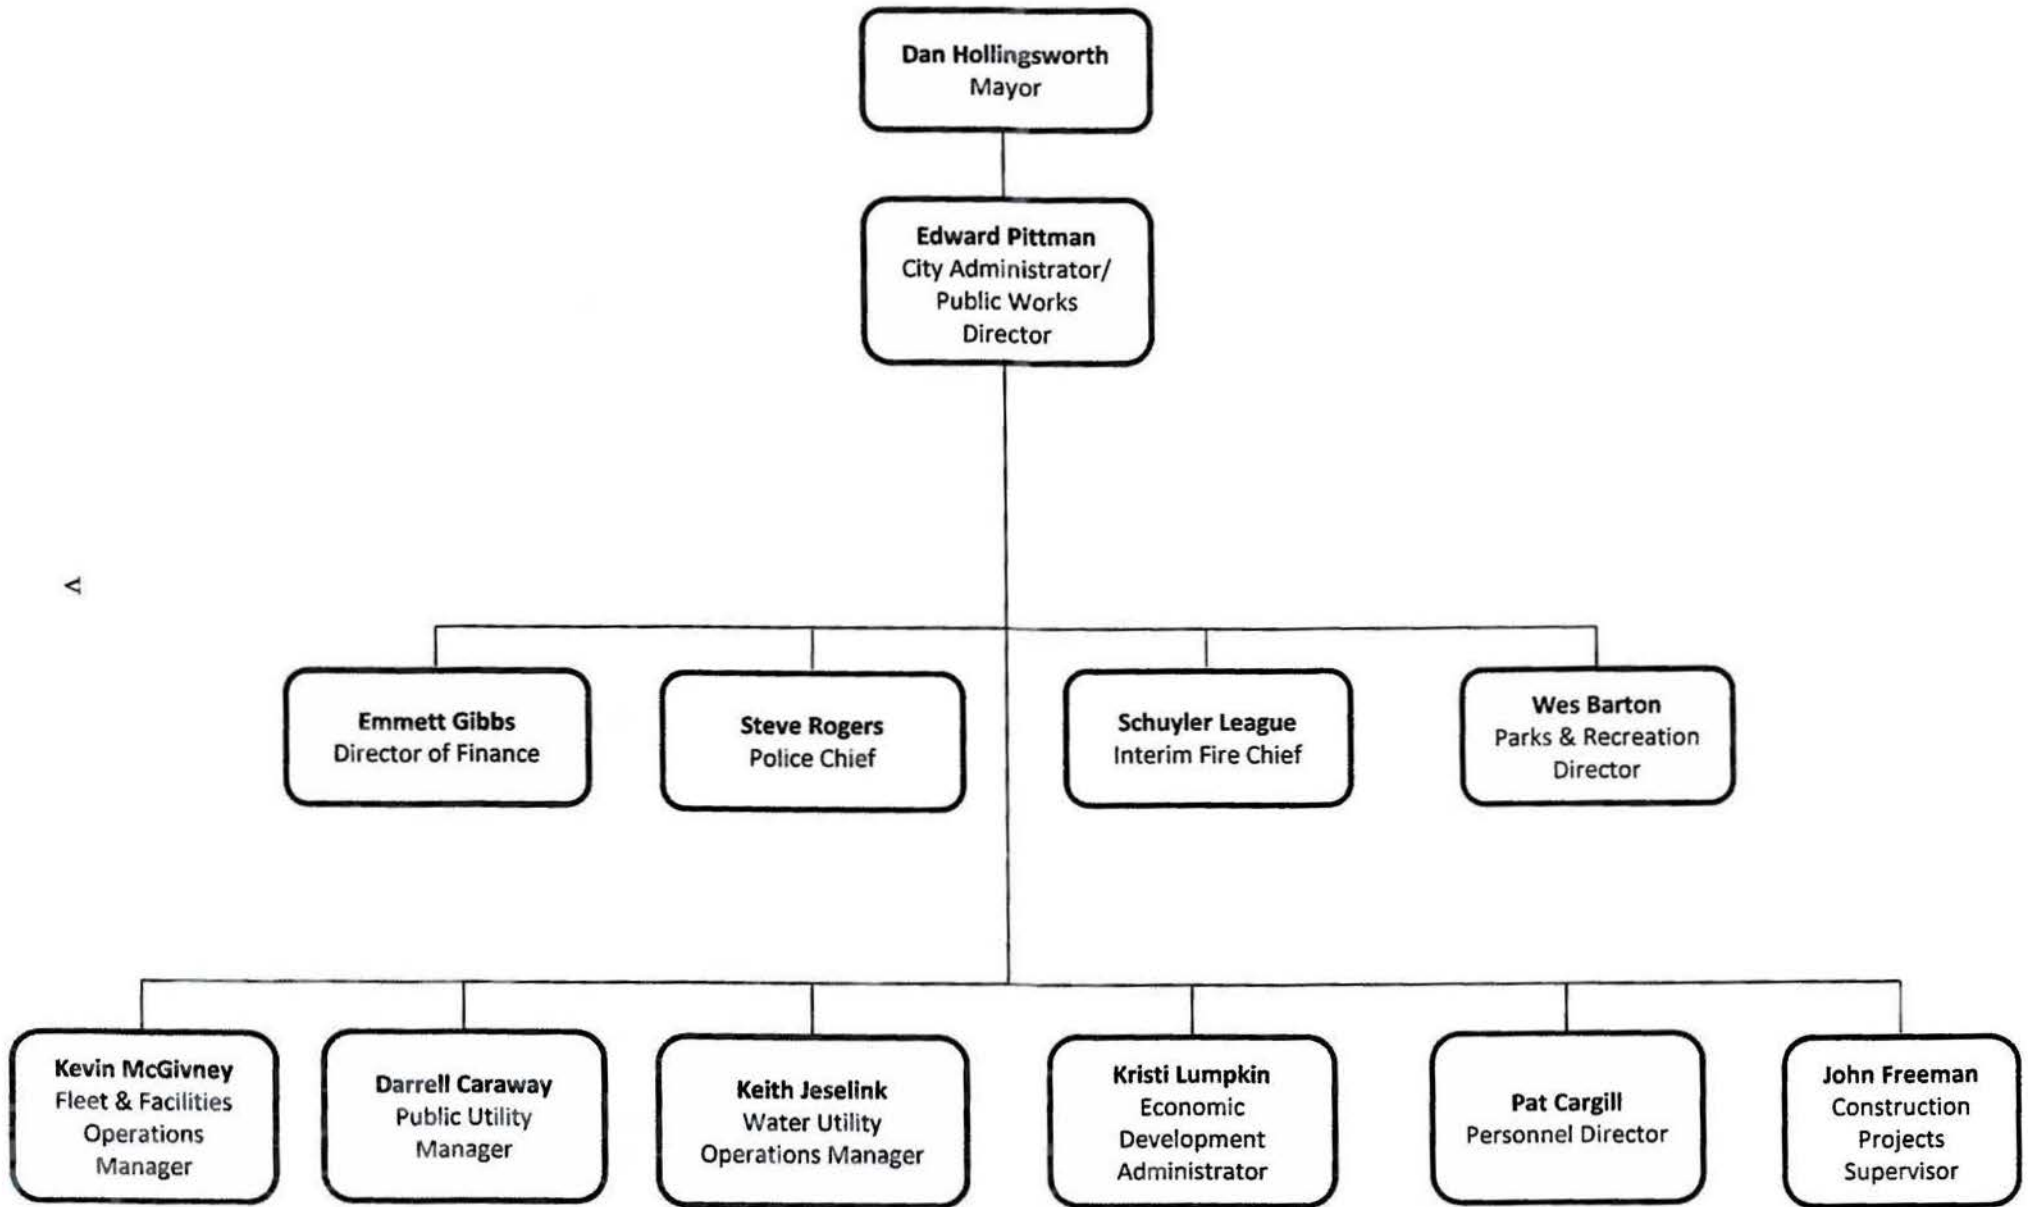 Dan Hollingsworth
Mayor
Edward Pittman
City Administrator/
Public Works
Director
Emmett Gibbs
Director of Finance
Steve Rogers
Police Chief
Schuyler League
Interim Fire Chief
Wes Barton
Parks & Recreation
Director
Kevin McGivney
Fleet & Facilities
Operations
Manager
Darrell Caraway
Public Utility
Manager
Keith Jeselink
Water Utility
Operations Manager
Kristi Lumpkin
Economic
Development
Administrator
Pat Cargill
Personnel Director
John Freeman
Construction
Projects
Supervisor